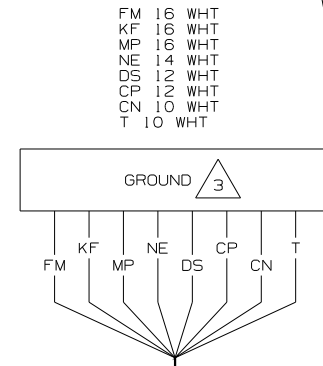 FM 16 WHT
KF 16 WHT
MP 16 WHT
NE 14 WHT
DS 12 WHT
CP 12 WHT
CN 10 WHT
T 10 WHT
GROUND 3
KF NE CP T
FM MP DS CN